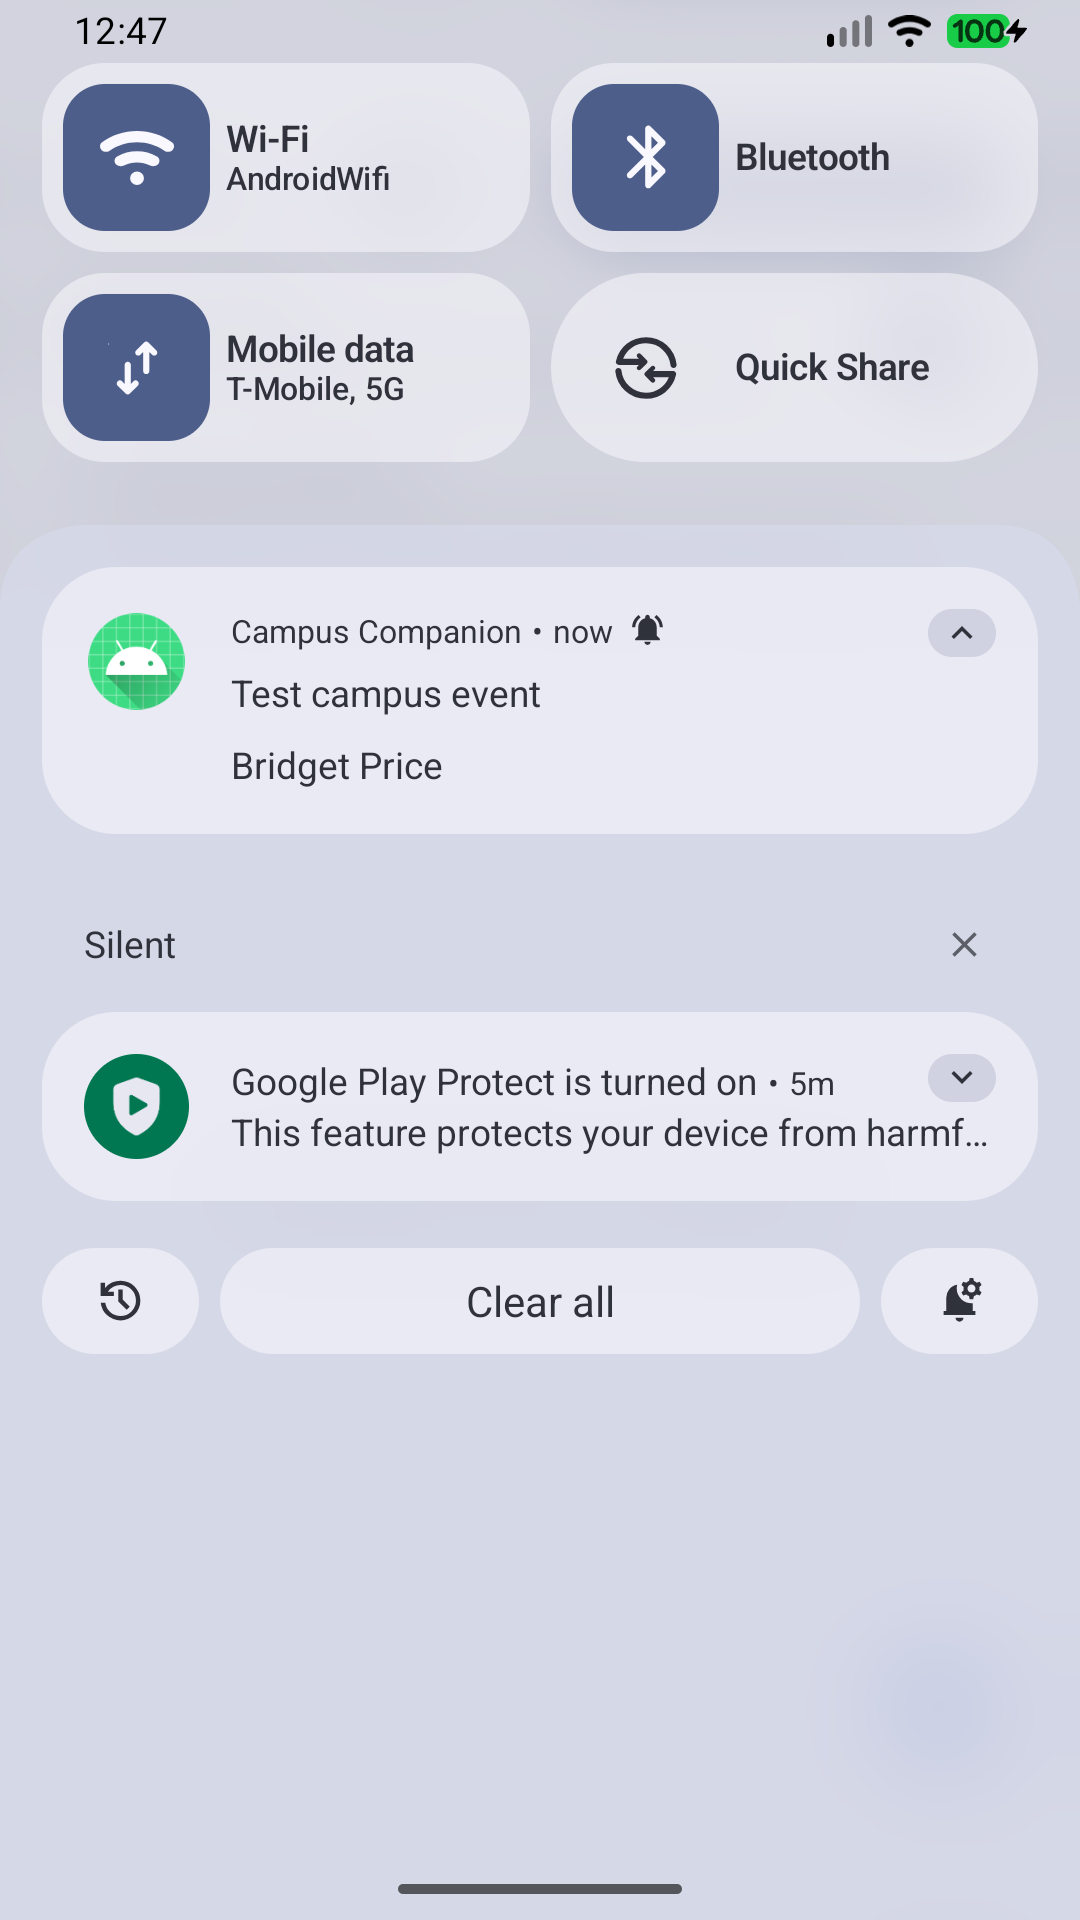 12:47
100
Wi-Fi
AndroidWifi
Bluetooth
Mobile data
T-Mobile, 5G
Quick Share
Campus Companion • now
Test campus event
Bridget Price
Silent
Google Play Protect is turned on • 5m
This feature protects your device from harmf…
Clear all